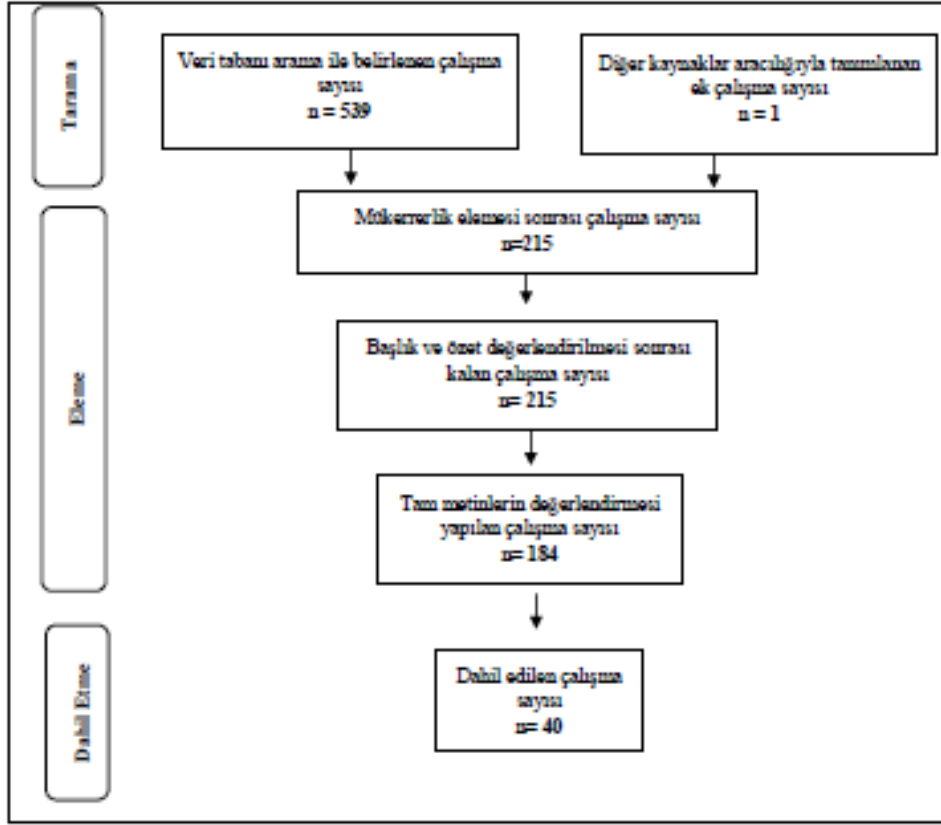 Tarama
Veri tabanı arama ile belirlenen çalışma
sayısı
n = 539
Diğer kaynaklar aracılığıyla tanımlanan
ek çalışma sayısı
n = 1
Eleme
Mükerrerlik elemesi sonrası çalışma sayısı
n=215
Başlık ve özet değerlendirilmesi sonrası
kalan çalışma sayısı
n= 215
Tam metinlerin değerlendirmesi
yapılan çalışma sayısı
n= 184
Dahil Etme
Dahil edilen çalışma
sayısı
n= 40